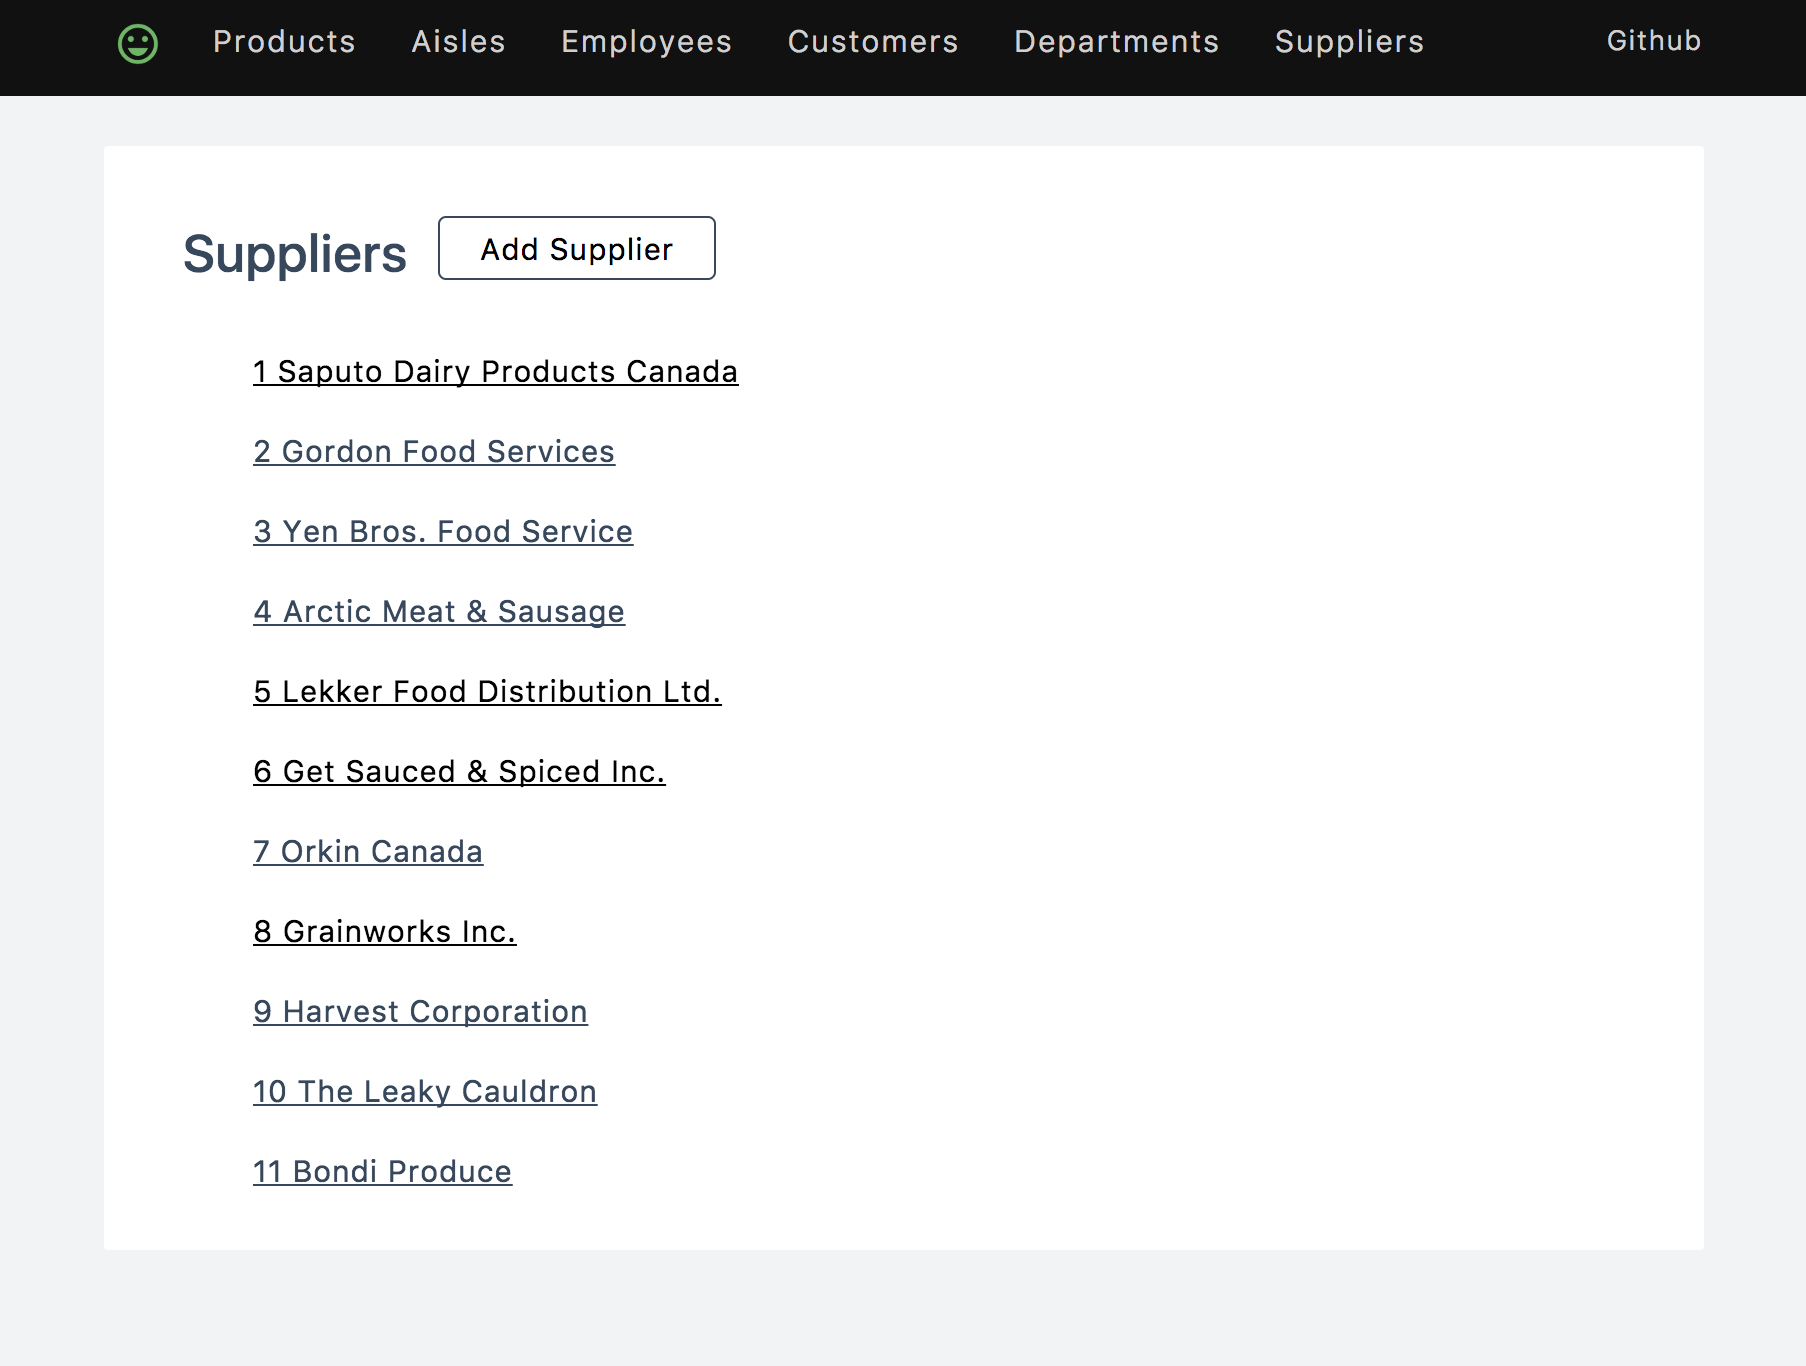 Products Aisles Employees Customers Departments Suppliers Github
Suppliers Add Supplier
1 Saputo Dairy Products Canada
2 Gordon Food Services
3 Yen Bros. Food Service
4 Arctic Meat & Sausage
5 Lekker Food Distribution Ltd.
6 Get Sauced & Spiced Inc.
7 Orkin Canada
8 Grainworks Inc.
9 Harvest Corporation
10 The Leaky Cauldron
11 Bondi Produce